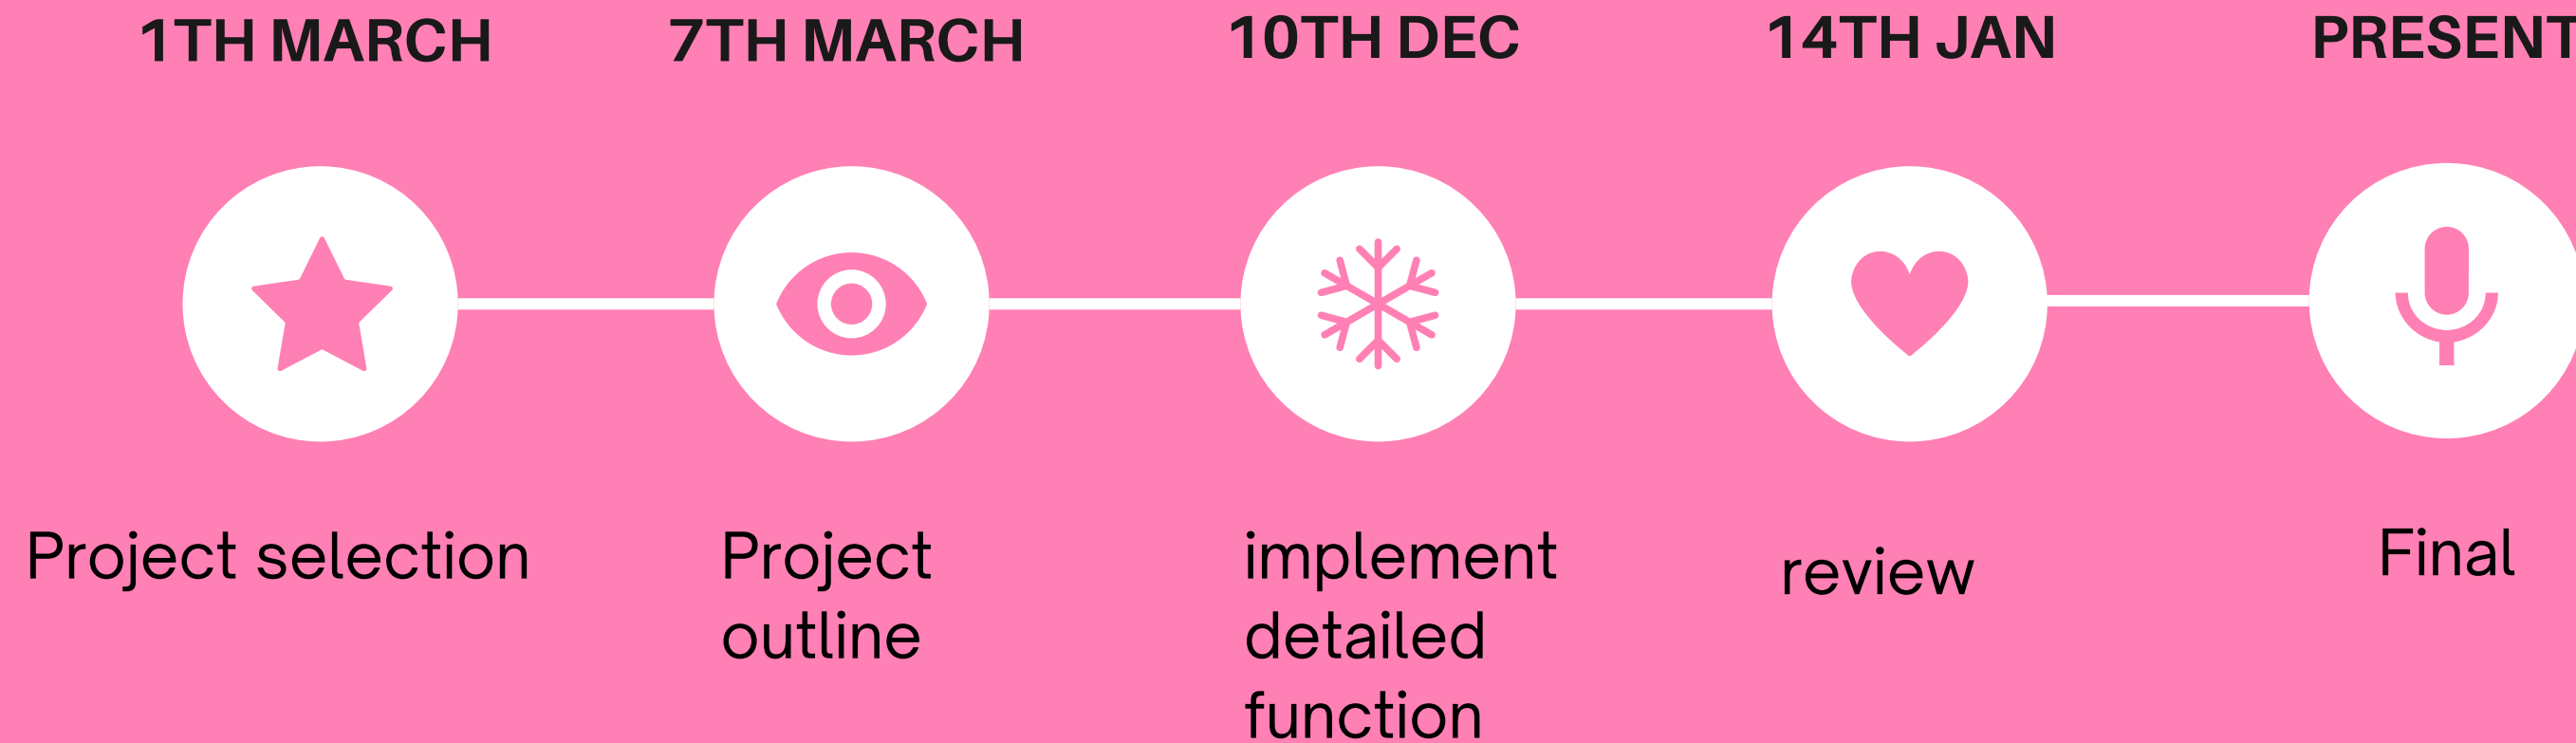 1TH MARCH
7TH MARCH
10TH DEC
14TH JAN
PRESENT
Project selection
Project
outline
implement
detailed
function
review
Final